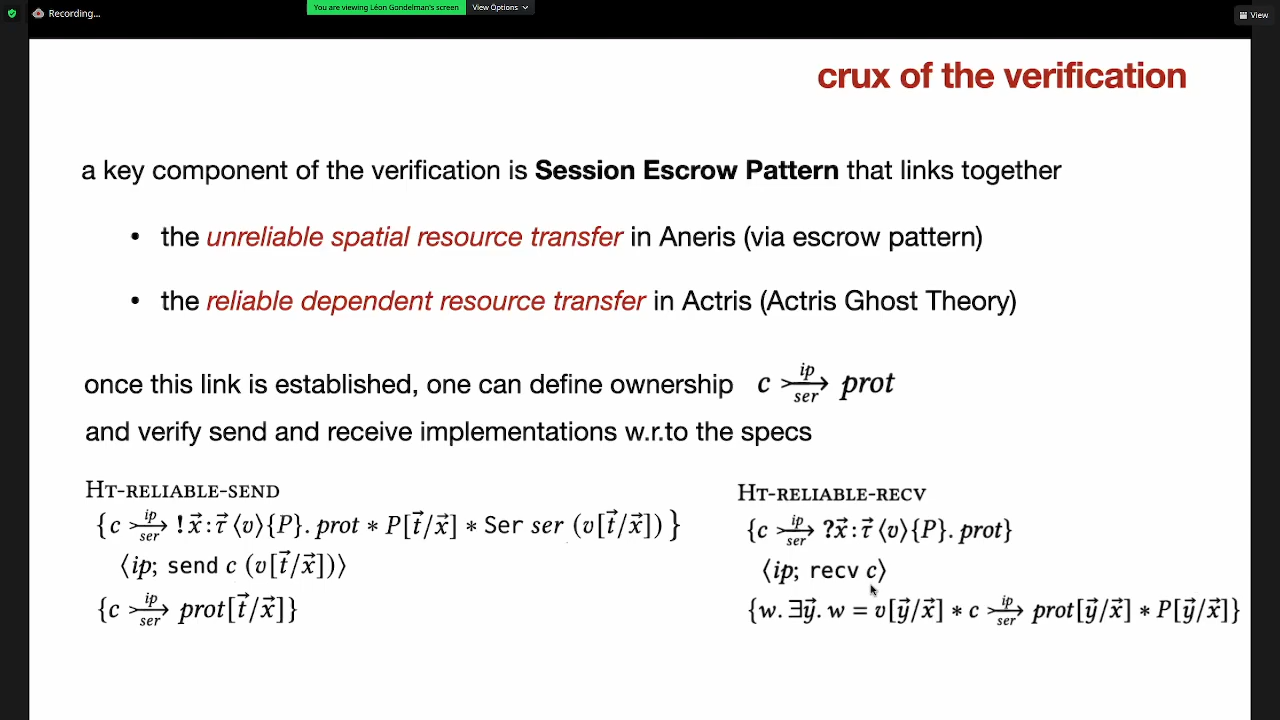 Recording...
You are viewing Léon Gondelman's screen
View Options
View
crux of the verification
a key component of the verification is Session Escrow Pattern that links together
• the unreliable spatial resource transfer in Aneris (via escrow pattern)
• the reliable dependent resource transfer in Actris (Actris Ghost Theory)
once this link is established, one can define ownership c ↣^{ip}_{ser} prot
and verify send and receive implementations w.r.to the specs
HT-RELIABLE-SEND
{c ↣^{ip}_{ser} !x⃗:τ⃗ ⟨v⟩{P}. prot ∗ P[t⃗/x⃗] ∗ Ser ser (v[t⃗/x⃗])}
⟨ip; send c (v[t⃗/x⃗])⟩
{c ↣^{ip}_{ser} prot[t⃗/x⃗]}
HT-RELIABLE-RECV
{c ↣^{ip}_{ser} ?x⃗:τ⃗ ⟨v⟩{P}. prot}
⟨ip; recv c⟩
{w. ∃y⃗. w = v[y⃗/x⃗] ∗ c ↣^{ip}_{ser} prot[y⃗/x⃗] ∗ P[y⃗/x⃗]}